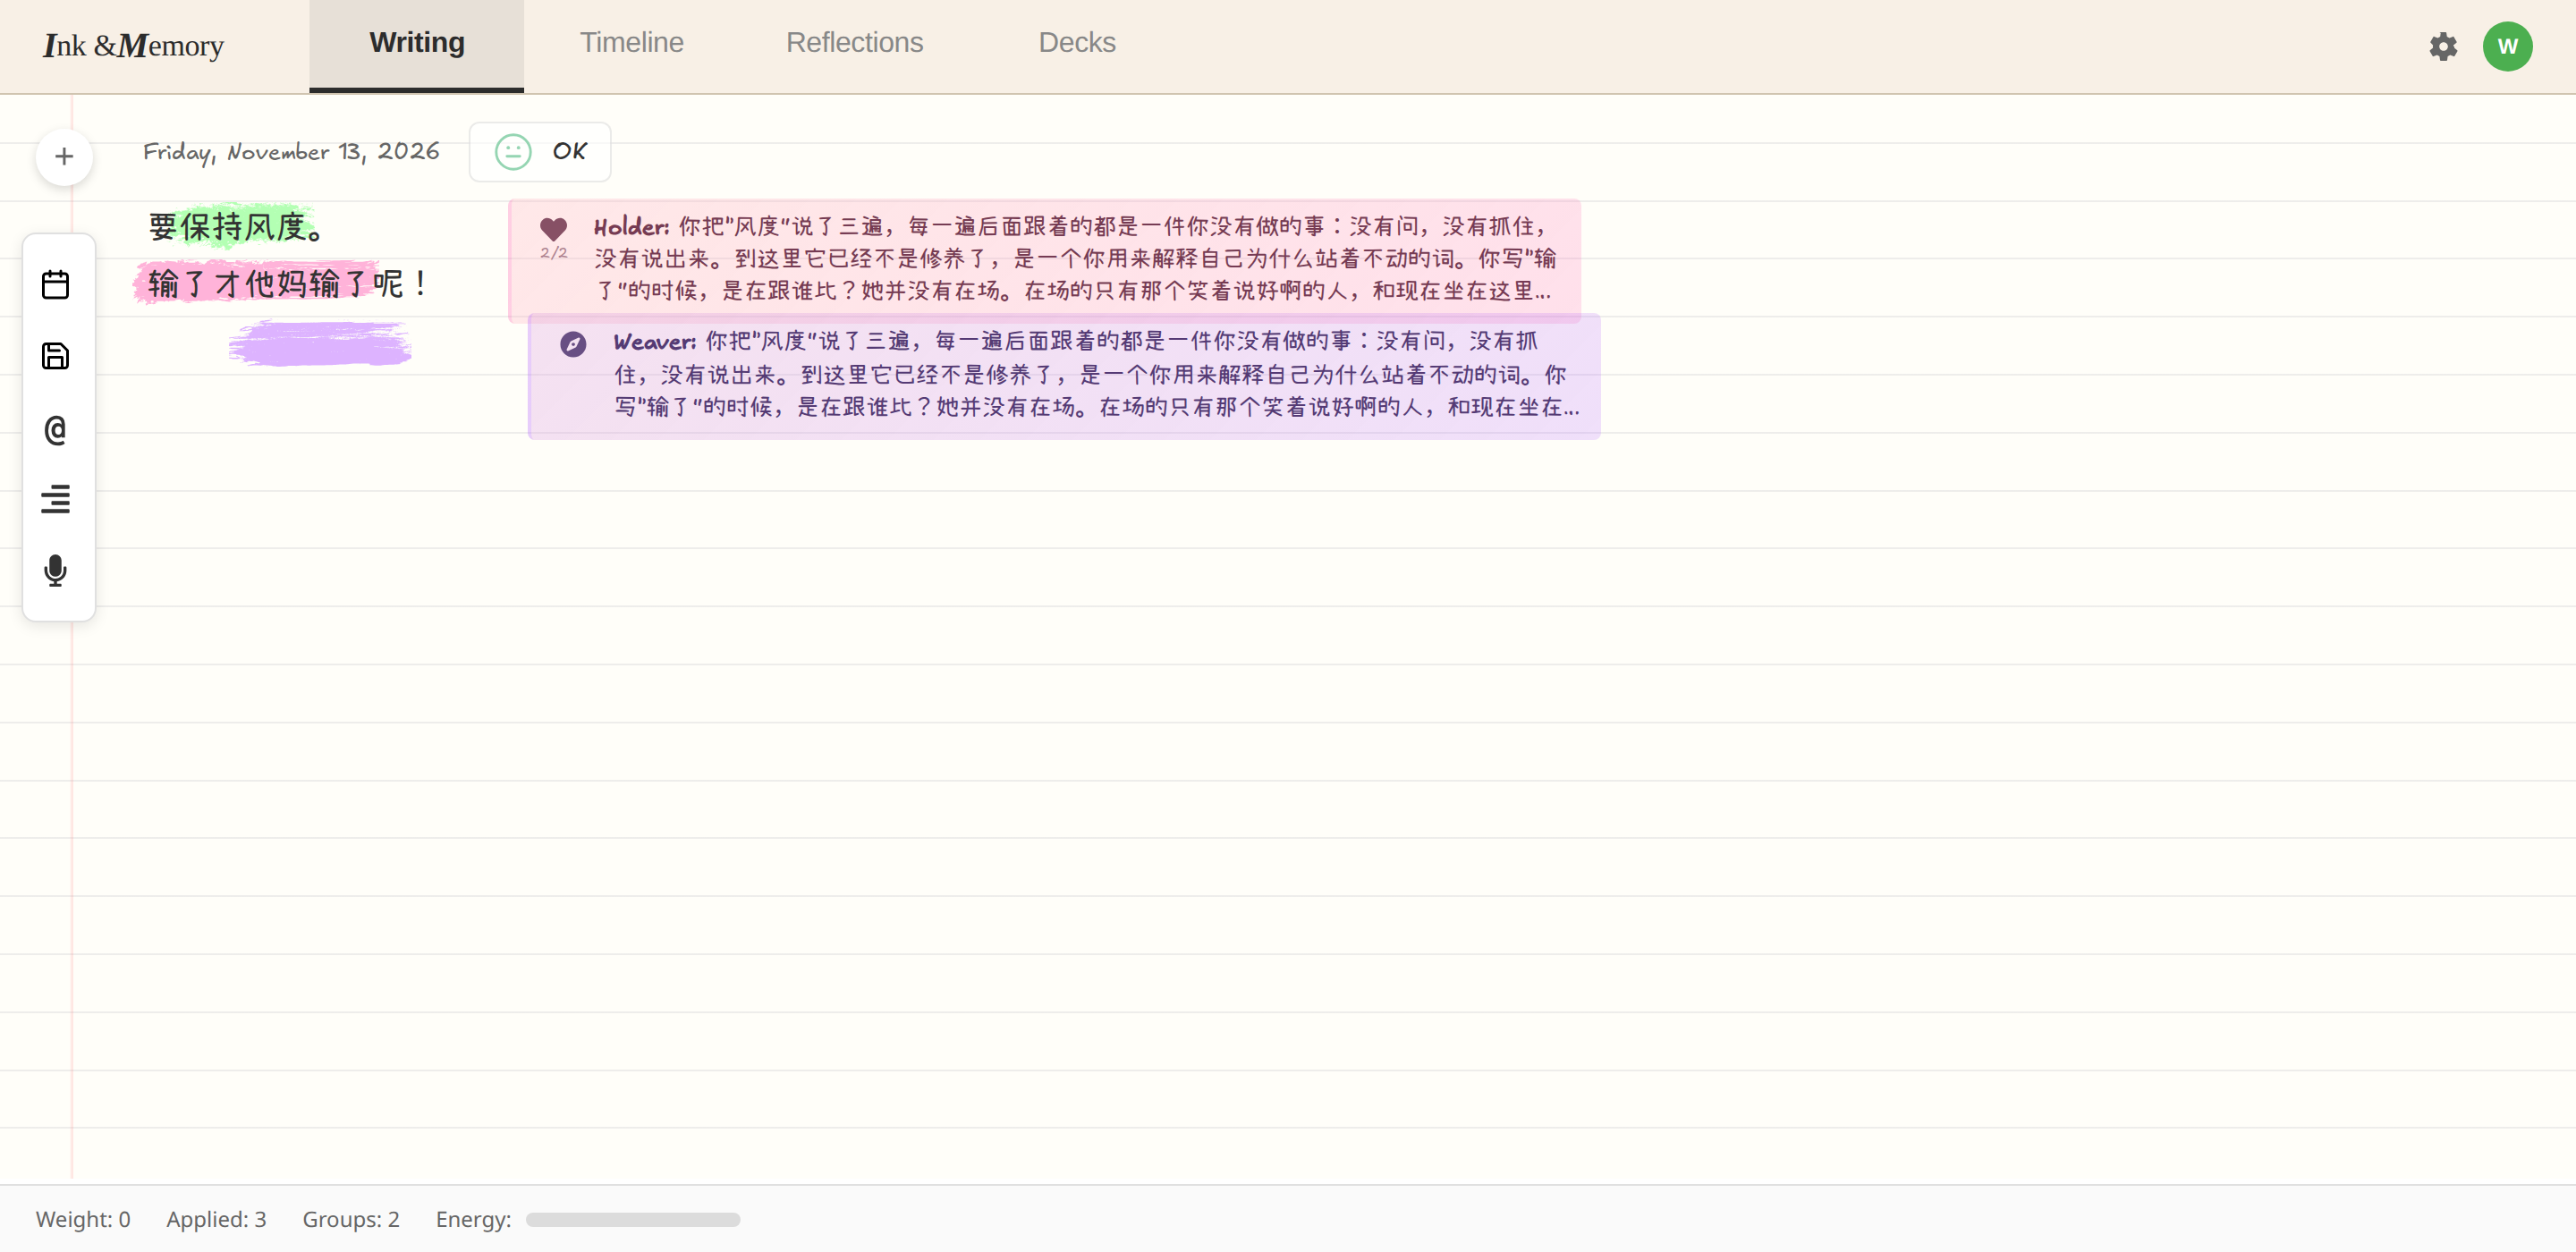 Ink & Memory
Writing
Timeline
Reflections
Decks
W
Friday, November 13, 2026
OK
要保持风度。
输了才他妈输了呢！
2/2
Holder: 你把"风度"说了三遍，每一遍后面跟着的都是一件你没有做的事：没有问，没有抓住，
没有说出来。到这里它已经不是修养了，是一个你用来解释自己为什么站着不动的词。你写"输
了"的时候，是在跟谁比？她并没有在场。在场的只有那个笑着说好啊的人，和现在坐在这里...
Weaver: 你把"风度"说了三遍，每一遍后面跟着的都是一件你没有做的事：没有问，没有抓
住，没有说出来。到这里它已经不是修养了，是一个你用来解释自己为什么站着不动的词。你
写"输了"的时候，是在跟谁比？她并没有在场。在场的只有那个笑着说好啊的人，和现在坐在...
@
Weight: 0
Applied: 3
Groups: 2
Energy: